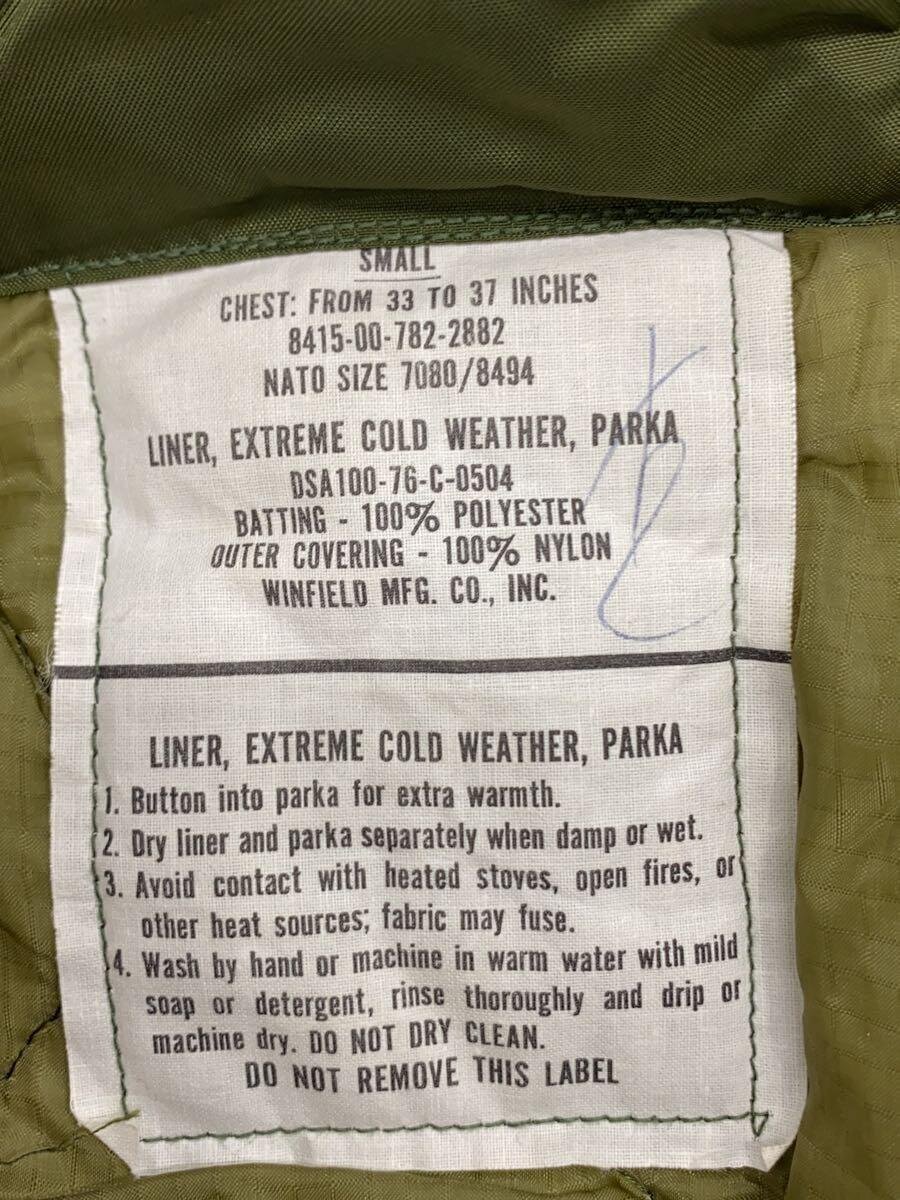 SMALL
CHEST: FROM 33 TO 37 INCHES
8415-00-782-2882
NATO SIZE 7080/8494
LINER, EXTREME COLD WEATHER, PARKA
DSA100-76-C-0504
BATTING - 100% POLYESTER
OUTER COVERING - 100% NYLON
WINFIELD MFG. CO., INC.
LINER, EXTREME COLD WEATHER, PARKA
1. Button into parka for extra warmth.
2. Dry liner and parka separately when damp or wet.
3. Avoid contact with heated stoves, open fires, or
other heat sources; fabric may fuse.
4. Wash by hand or machine in warm water with mild
soap or detergent, rinse thoroughly and drip or
machine dry. DO NOT DRY CLEAN.
DO NOT REMOVE THIS LABEL